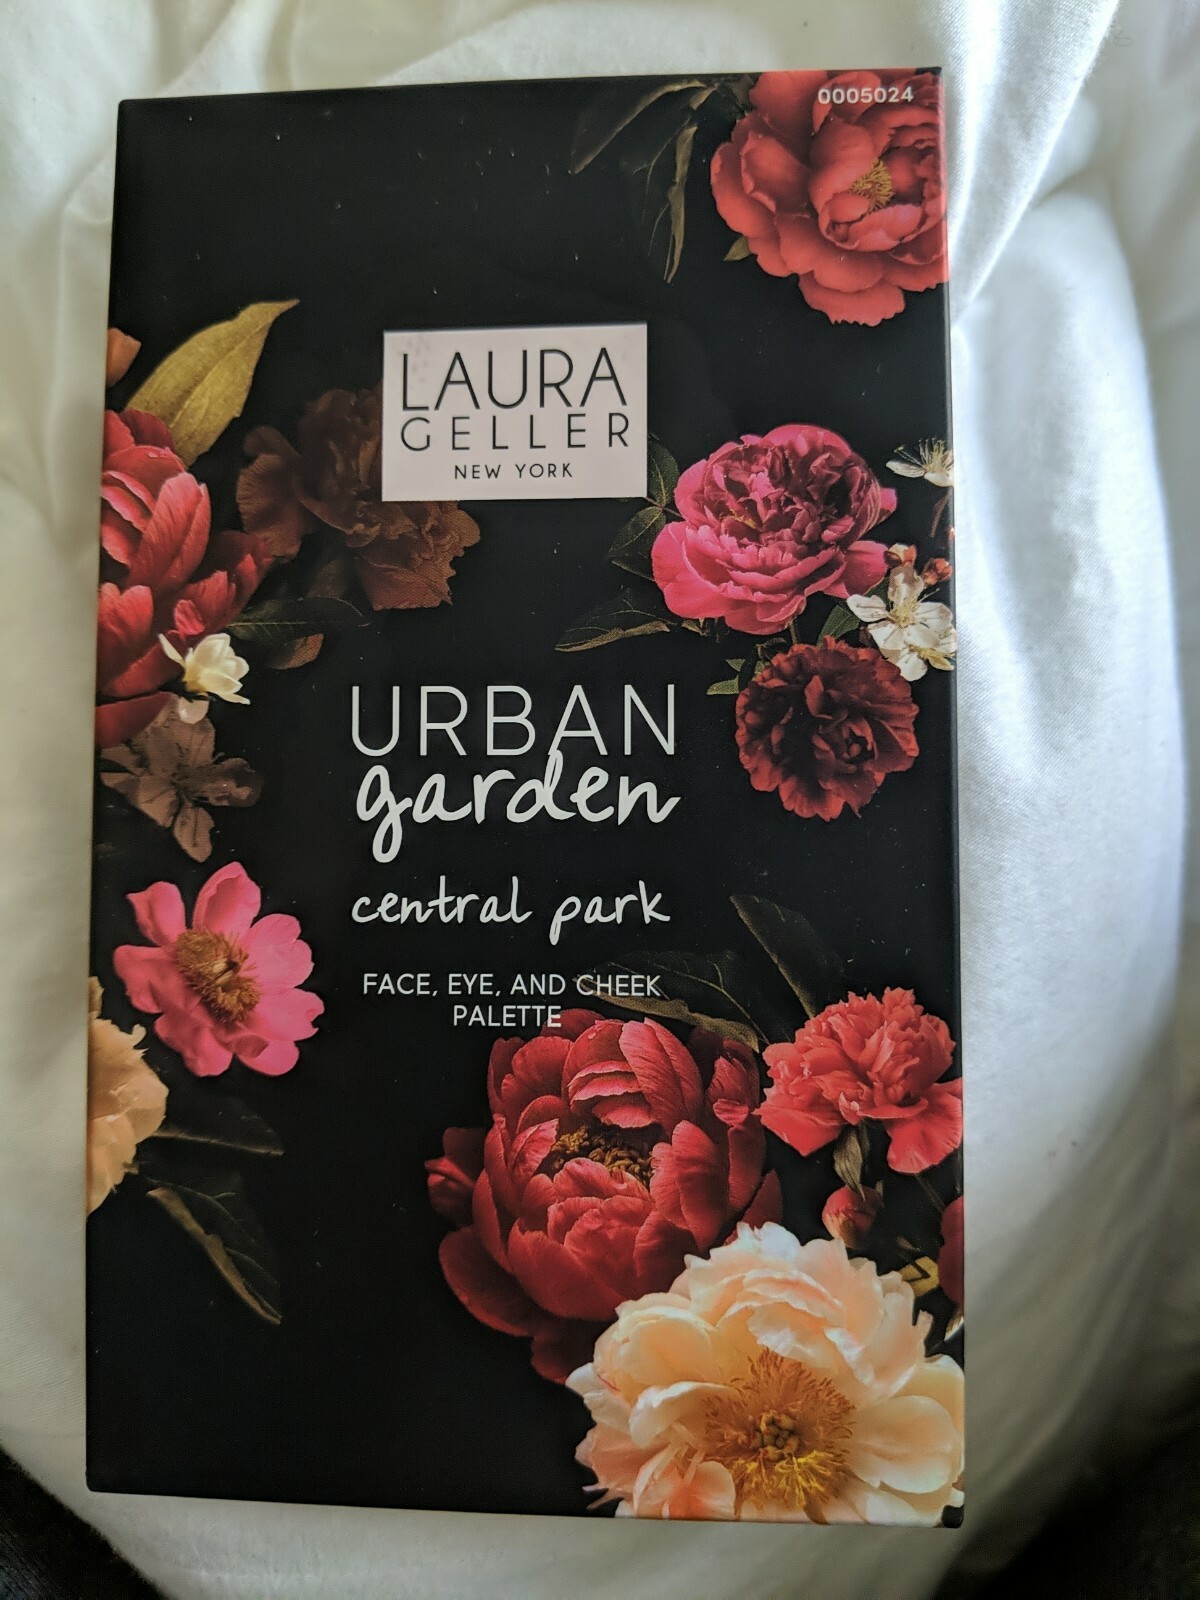 0005024
LAURA
GELLER
NEW YORK
URBAN
garden
central park
FACE, EYE, AND CHEEK
PALETTE